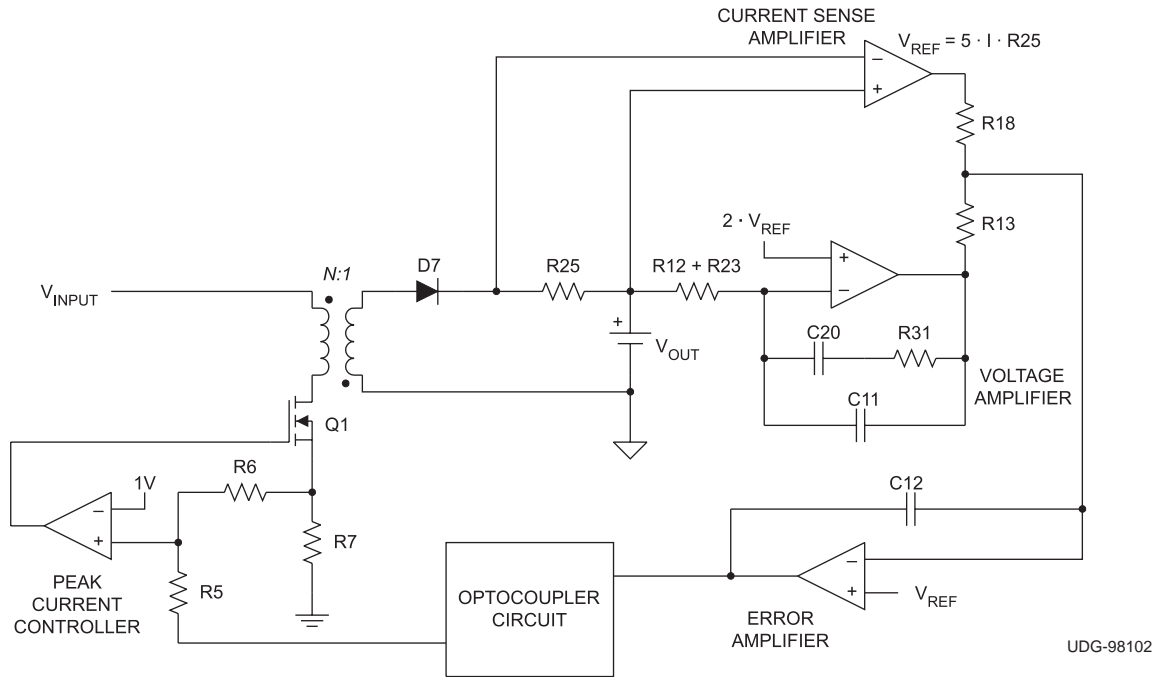 CURRENT SENSE
AMPLIFIER
V_REF = 5 · I · R25
−
+
R18
R13
2 · V_REF
+
−
N:1
D7
R25
R12 + R23
V_INPUT
+
V_OUT
C20
R31
VOLTAGE
AMPLIFIER
C11
Q1
R6
1V
−
+
R7
C12
R5
PEAK
CURRENT
CONTROLLER
OPTOCOUPLER
CIRCUIT
−
+
V_REF
ERROR
AMPLIFIER
UDG-98102